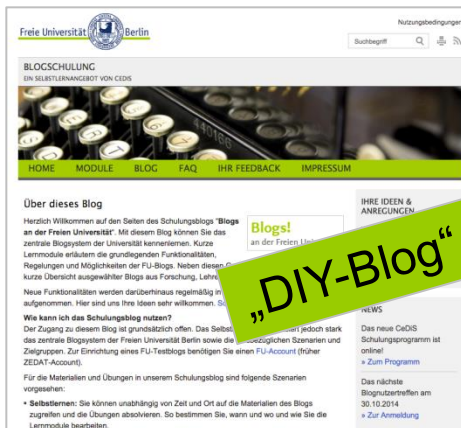 Nutzungsbedingungen
Freie Universität Berlin
Suchbegriff
BLOGSCHULUNG
EIN SELBSTLERNANGEBOT VON CEDIS
440166
HOME MODULE BLOG FAQ IHR FEEDBACK IMPRESSUM
Über dieses Blog
Herzlich Willkommen auf den Seiten des Schulungsblogs "Blogs
an der Freien Universität". Mit diesem Blog können Sie das
zentrale Blogsystem der Universität kennenlernen. Kurze
Lernmodule erläutern die grundlegenden Funktionalitäten,
Regelungen und Möglichkeiten der FU-Blogs. Neben diesen
kurze Übersicht ausgewählter Blogs aus Forschung, Lehre
Neue Funktionalitäten werden darüberhinaus regelmäßig in
aufgenommen. Hier sind uns Ihre Ideen sehr willkommen.
Wie kann ich das Schulungsblog nutzen?
Der Zugang zu diesem Blog ist grundsätzlich offen. Das jedoch stark
das zentrale Blogsystem der Freien Universität Berlin sowie die Szenarien und
Zielgruppen. Zur Einrichtung eines FU-Testblogs benötigen Sie einen FU-Account (früher
ZEDAT-Account).
Für die Materialien und Übungen in unserem Schulungsblog sind folgende Szenarien
vorgesehen:
• Selbstlernen: Sie können unabhängig von Zeit und Ort auf die Materialien des Blogs
zugreifen und die Übungen absolvieren. So bestimmen Sie, wann und wo und wie Sie die
Lernmodule bearbeiten.
Blogs!
an der Freien
„DIY-Blog“
IHRE IDEEN &
ANREGUNGEN
NEWS
Das neue CeDiS
Schulungsprogramm ist
online!
» Zum Programm
Das nächste
Blognutzertreffen am
30.10.2014
» Zur Anmeldung